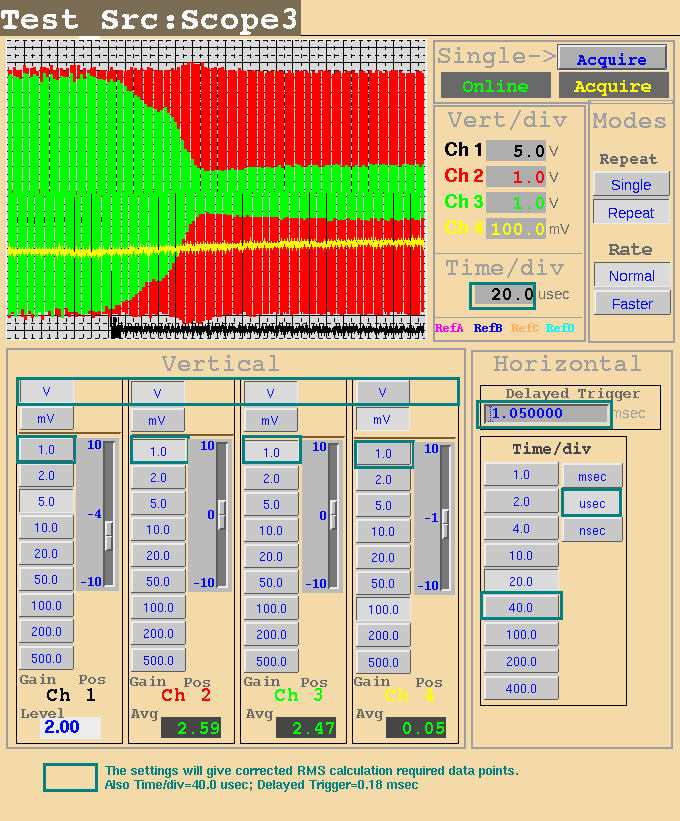 Test_Src:Scope3
Single-> Acquire
Online Acquire
Vert/div
Ch 1 5.0 V
Ch 2 1.0 V
Ch 3 1.0 V
Ch 4 100.0 mV
Time/div
20.0 usec
RefA RefB RefC RefD
Modes
Repeat
Single
Repeat
Rate
Normal
Faster
Vertical
V V V V
mV mV mV mV
1.0 10 1.0 10 1.0 10 1.0 10
2.0 2.0 2.0 2.0
5.0 -4 5.0 0 5.0 0 5.0 -1
10.0 10.0 10.0 10.0
20.0 20.0 20.0 20.0
50.0 -10 50.0 -10 50.0 -10 50.0 -10
100.0 100.0 100.0 100.0
200.0 200.0 200.0 200.0
500.0 500.0 500.0 500.0
Gain Pos Gain Pos Gain Pos Gain Pos
Ch 1 Ch 2 Ch 3 Ch 4
Level Avg Avg Avg
2.00 2.59 2.47 0.05
Horizontal
Delayed Trigger
1.050000 msec
Time/div
1.0 msec
2.0 usec
4.0 nsec
10.0
20.0
40.0
100.0
200.0
400.0
The settings will give corrected RMS calculation required data points.
Also Time/div=40.0 usec; Delayed Trigger=0.18 msec